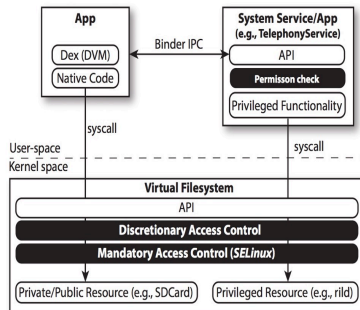 App
Dex (DVM)
Native Code
Binder IPC
System Service/App
(e.g., TelephonyService)
API
Permisson check
Privileged Functionality
syscall
syscall
User-space
Kernel space
Virtual Filesystem
API
Discretionary Access Control
Mandatory Access Control (SELinux)
Private/Public Resource (e.g., SDCard)
Privileged Resource (e.g., rild)